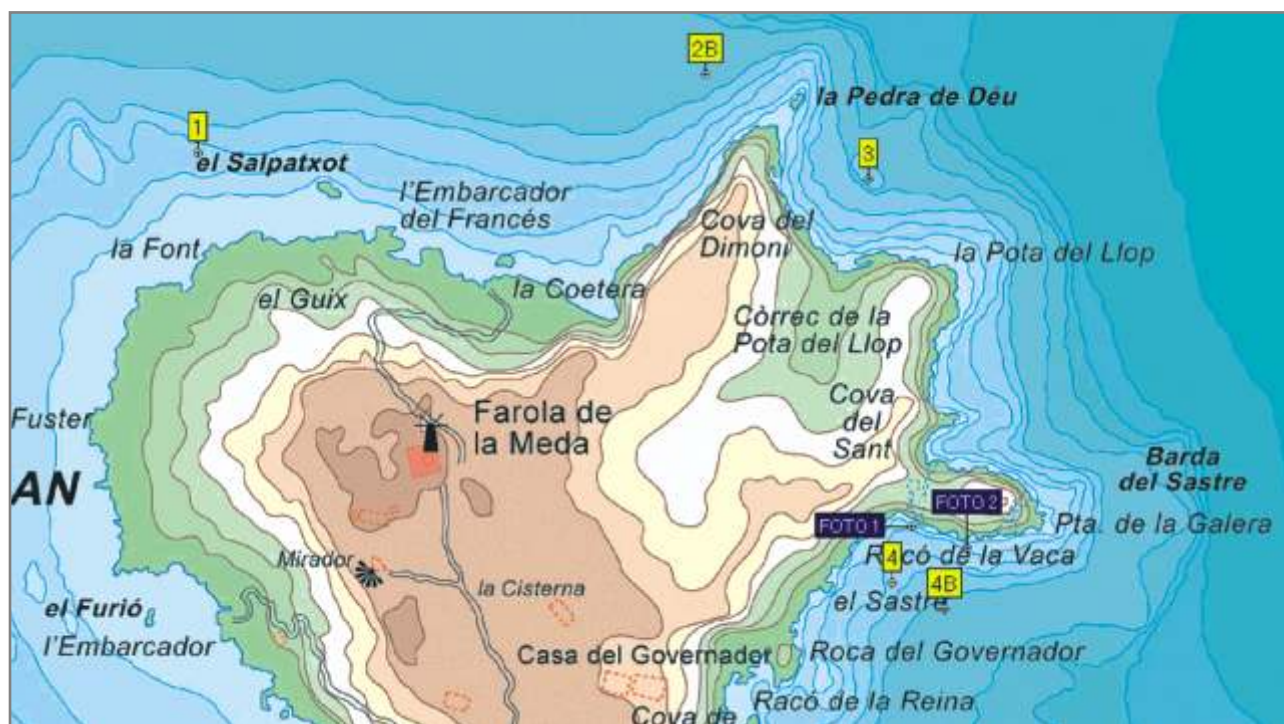 2B
la Pedra de Déu
1
el Salpatxot
3
l'Embarcador
del Francés
Cova del
Dimoni
la Font
la Pota del Llop
el Guix
la Coetera
Còrrec de la
Pota del Llop
Fuster
Farola de
la Meda
Cova
del
Sant
AN
Barda
del Sastre
FOTO 2
FOTO 1
Pta. de la Galera
Racó de la Vaca
4
4B
Mirador
la Cisterna
el Sastre
el Furió
l'Embarcador
Casa del Governador
Roca del Governador
Racó de la Reina
Cova de